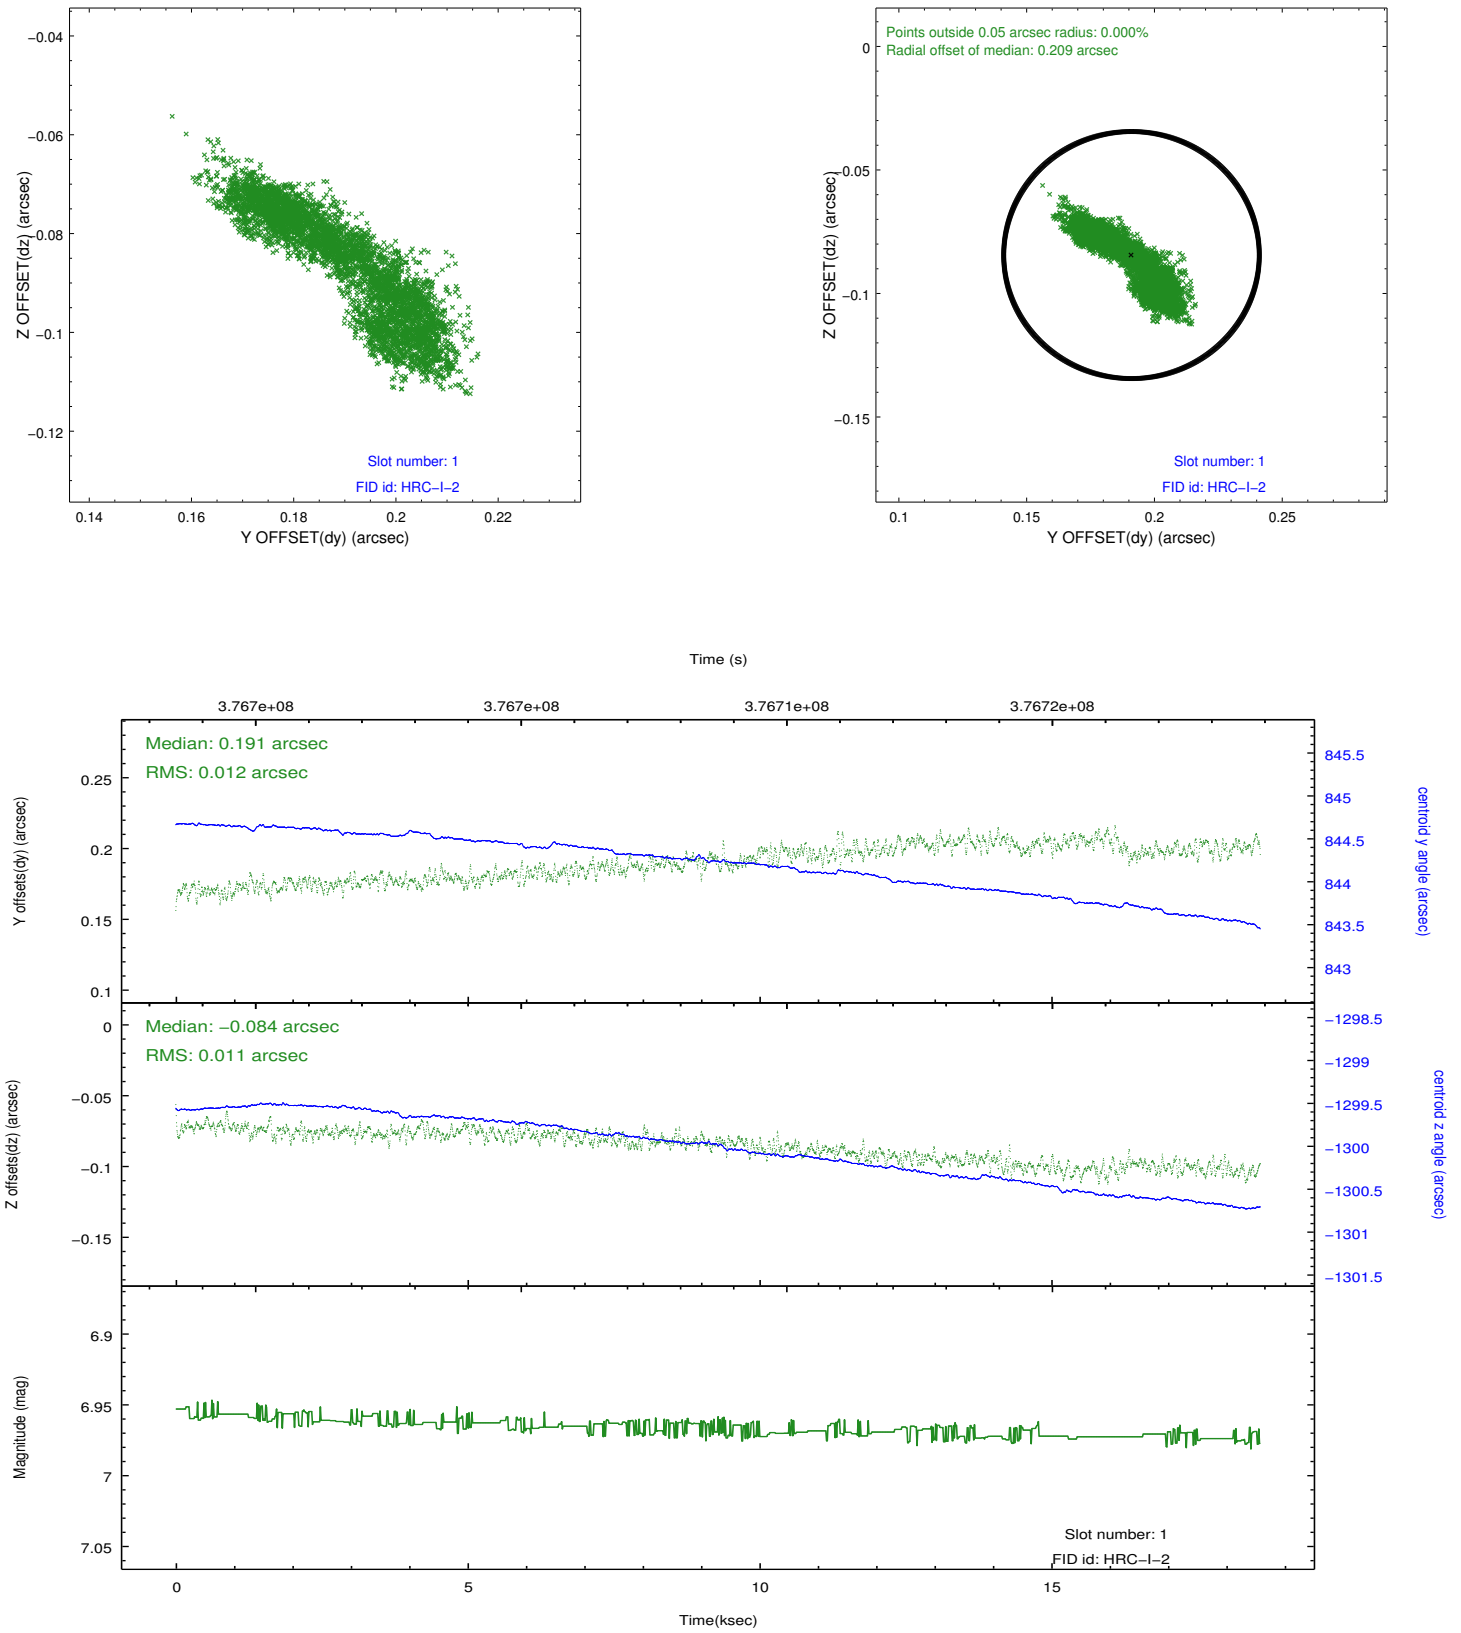 −0.04
−0.06
−0.08
−0.1
−0.12
Z OFFSET(dz) (arcsec)
Slot number: 1
FID id: HRC−I−2
0.14 0.16 0.18 0.2 0.22
Y OFFSET(dy) (arcsec)
Points outside 0.05 arcsec radius: 0.000%
Radial offset of median: 0.209 arcsec
0
−0.05
−0.1
−0.15
Z OFFSET(dz) (arcsec)
Slot number: 1
FID id: HRC−I−2
0.1 0.15 0.2 0.25
Y OFFSET(dy) (arcsec)
Time (s)
3.767e+08 3.767e+08 3.7671e+08 3.7672e+08
Median: 0.191 arcsec
RMS: 0.012 arcsec
0.25
0.2
0.15
0.1
Y offsets(dy) (arcsec)
845.5
845
844.5
844
843.5
843
centroid y angle (arcsec)
Median: −0.084 arcsec
RMS: 0.011 arcsec
0
−0.05
−0.1
−0.15
Z offsets(dz) (arcsec)
−1298.5
−1299
−1299.5
−1300
−1300.5
−1301
−1301.5
centroid z angle (arcsec)
6.9
6.95
7
7.05
Magnitude (mag)
Slot number: 1
FID id: HRC−I−2
0 5 10 15
Time(ksec)